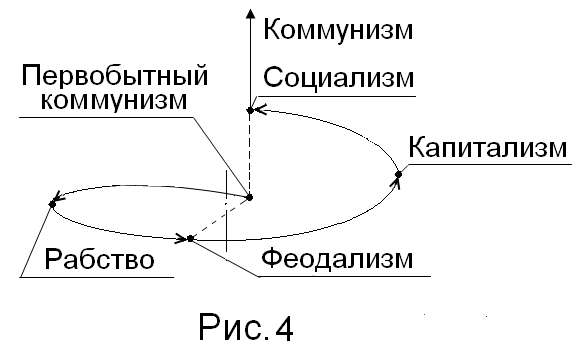 Коммунизм
Первобытный
коммунизм
Социализм
Капитализм
Рабство
Феодализм
Рис. 4